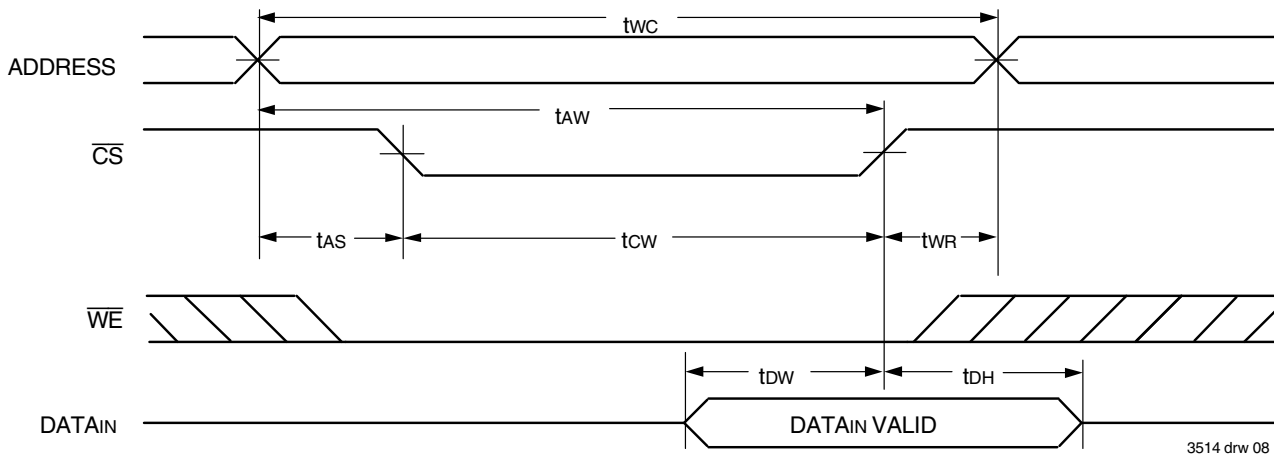 tWC
ADDRESS
tAW
CS
tAS
tCW
tWR
WE
tDW
tDH
DATAIN
DATAIN VALID
3514 drw 08